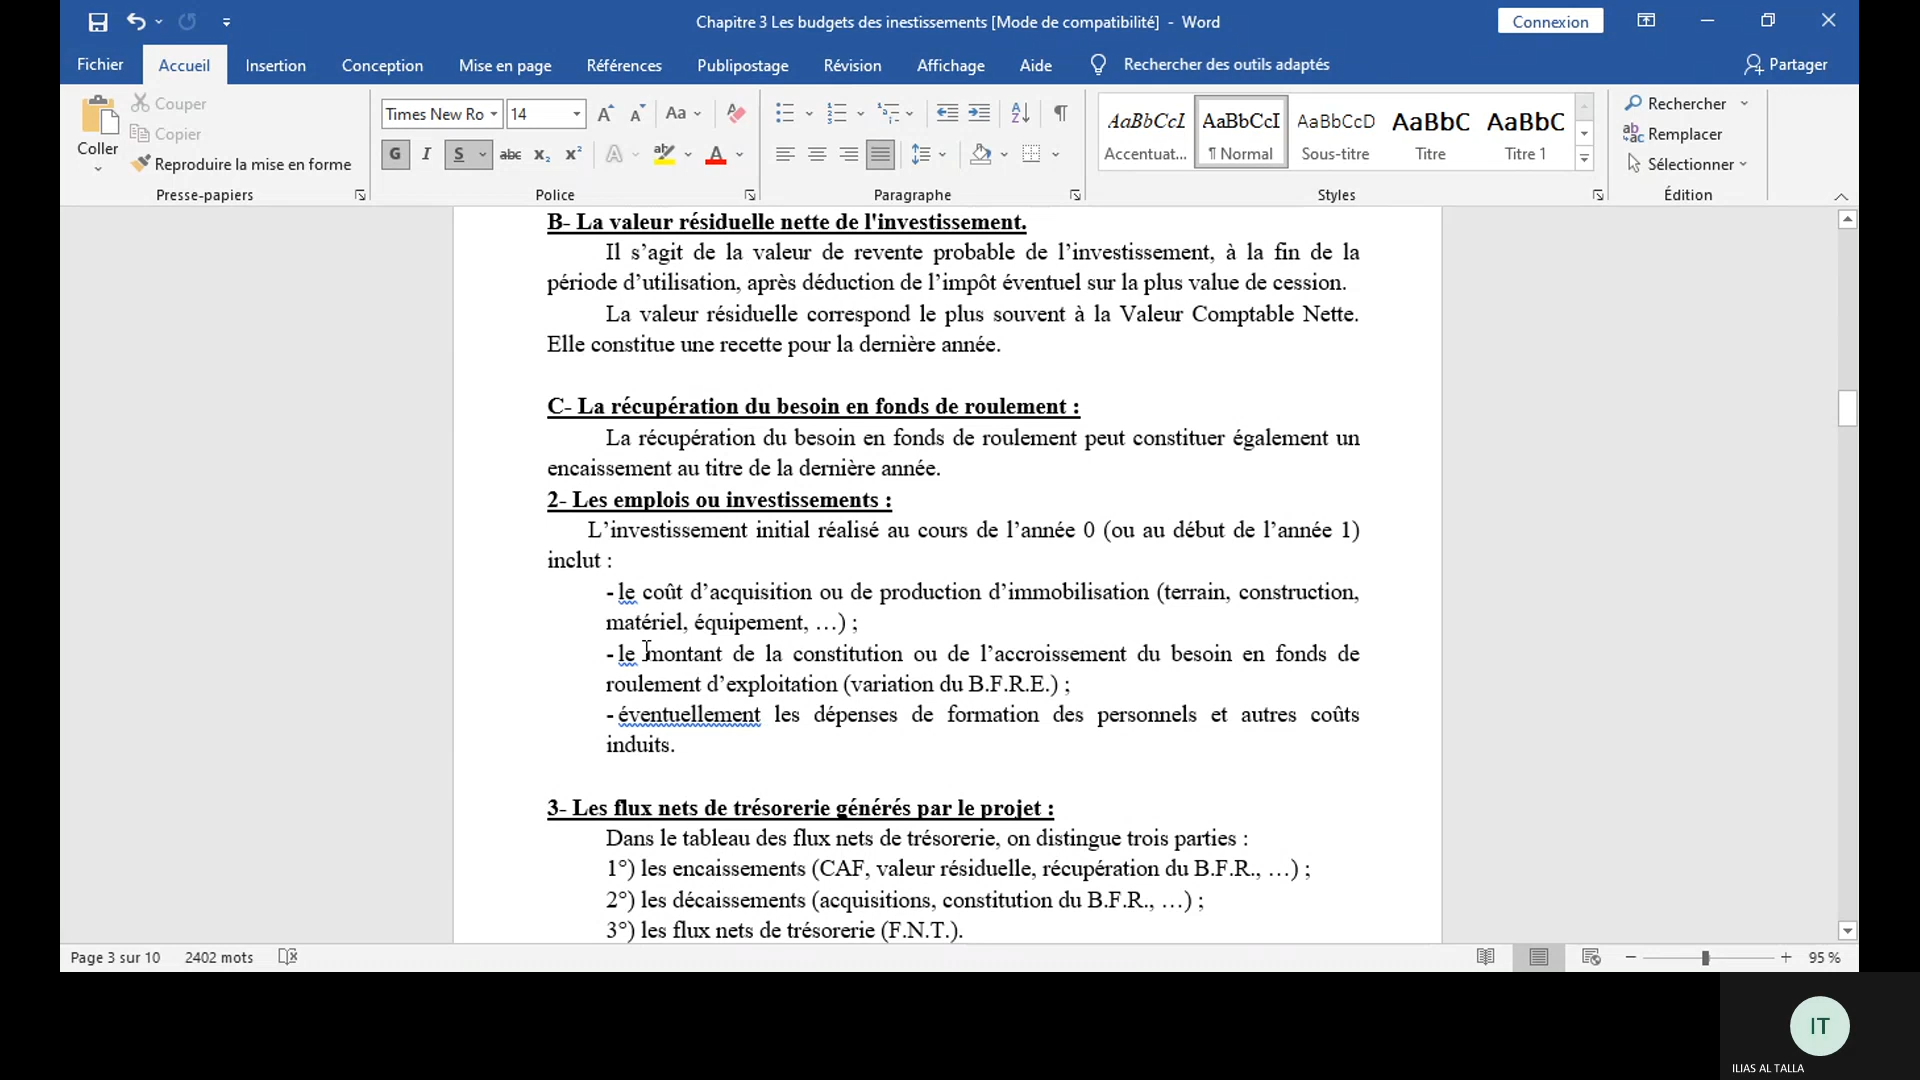 Chapitre 3 Les budgets des inestissements [Mode de compatibilité] - Word
Connexion
Fichier Accueil Insertion Conception Mise en page Références Publipostage Révision Affichage Aide Rechercher des outils adaptés Partager
Coller
Couper
Copier
Reproduire la mise en forme
Presse-papiers
Times New Ro 14
G I S abc x₂ x²
Police
Paragraphe
AaBbCcI AaBbCcI AaBbCcD AaBbC AaBbC
Accentuat... ¶ Normal Sous-titre Titre Titre 1
Styles
Rechercher
Remplacer
Sélectionner
Édition
B- La valeur résiduelle nette de l'investissement.
Il s’agit de la valeur de revente probable de l’investissement, à la fin de la
période d’utilisation, après déduction de l’impôt éventuel sur la plus value de cession.
La valeur résiduelle correspond le plus souvent à la Valeur Comptable Nette.
Elle constitue une recette pour la dernière année.
C- La récupération du besoin en fonds de roulement :
La récupération du besoin en fonds de roulement peut constituer également un
encaissement au titre de la dernière année.
2- Les emplois ou investissements :
L’investissement initial réalisé au cours de l’année 0 (ou au début de l’année 1)
inclut :
- le coût d’acquisition ou de production d’immobilisation (terrain, construction,
matériel, équipement, …) ;
- le montant de la constitution ou de l’accroissement du besoin en fonds de
roulement d’exploitation (variation du B.F.R.E.) ;
- éventuellement les dépenses de formation des personnels et autres coûts
induits.
3- Les flux nets de trésorerie générés par le projet :
Dans le tableau des flux nets de trésorerie, on distingue trois parties :
1°) les encaissements (CAF, valeur résiduelle, récupération du B.F.R., …) ;
2°) les décaissements (acquisitions, constitution du B.F.R., …) ;
3°) les flux nets de trésorerie (F.N.T.).
Page 3 sur 10 2402 mots 95 %
IT
ILIAS AL TALLA